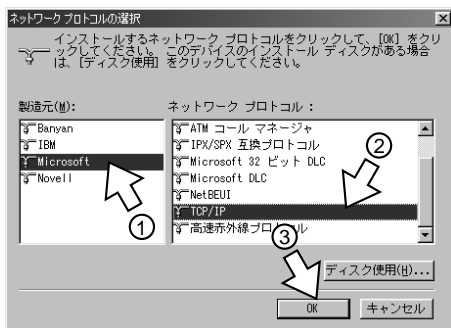 ネットワーク プロトコルの選択
インストールするネットワーク プロトコルをクリックして、[OK] をクリ
ックしてください。 このデバイスのインストール ディスクがある場合
は、[ディスク使用] をクリックしてください。
製造元(M):
ネットワーク プロトコル :
Banyan
IBM
Microsoft
Novell
①
ATM コール マネージャ
IPX/SPX 互換プロトコル
②
Microsoft 32 ビット DLC
Microsoft DLC
NetBEUI
TCP/IP
高速赤外線プロトコル
③
ディスク使用(H)...
OK
キャンセル